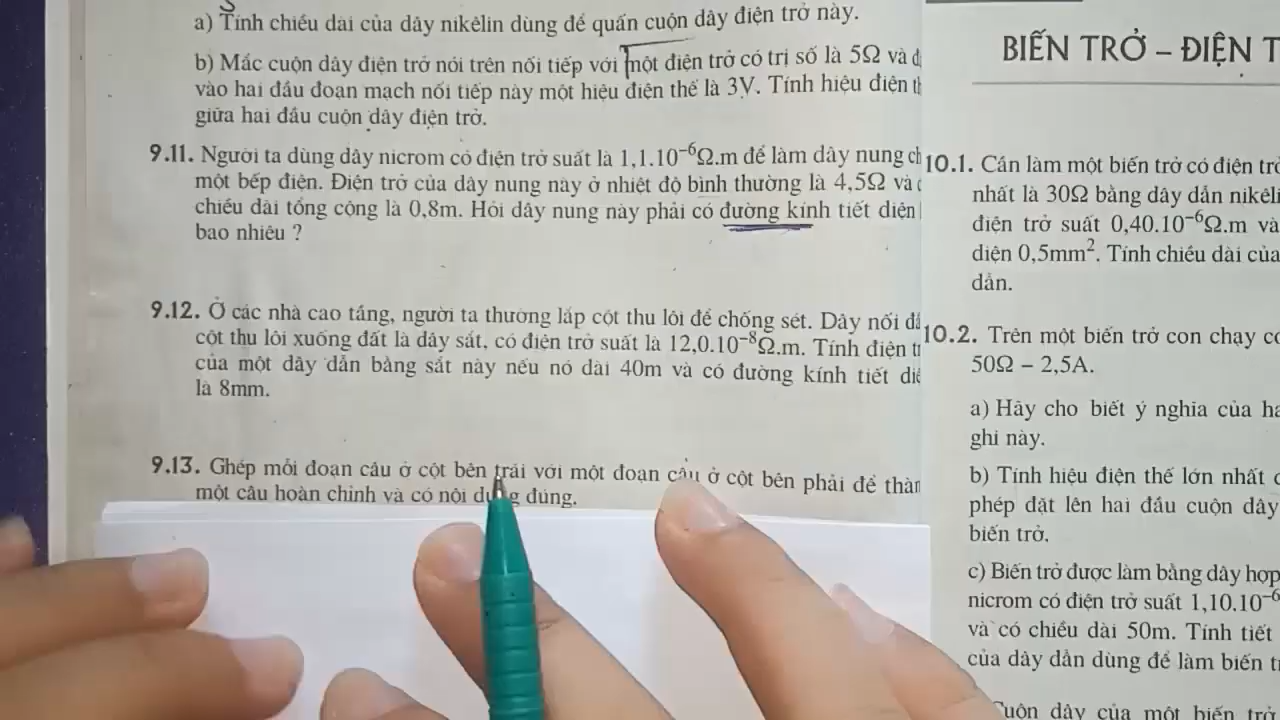 a) Tính chiều dài của dây nikêlin dùng để quấn cuộn dây điện trở này.
b) Mắc cuộn dây điện trở nói trên nối tiếp với một điện trở có trị số là 5Ω và
vào hai đầu đoạn mạch nối tiếp này một hiệu điện thế là 3V. Tính hiệu điện
giữa hai đầu cuộn dây điện trở.
9.11. Người ta dùng dây nicrom có điện trở suất là 1,1.10⁻⁶Ω.m để làm dây nung
một bếp điện. Điện trở của dây nung này ở nhiệt độ bình thường là 4,5Ω và
chiều dài tổng cộng là 0,8m. Hỏi dây nung này phải có đường kính tiết diện
bao nhiêu ?
9.12. Ở các nhà cao tầng, người ta thường lắp cột thu lôi để chống sét. Dây nối
cột thu lôi xuống đất là dây sắt, có điện trở suất là 12,0.10⁻⁸Ω.m. Tính điện
của một dây dẫn bằng sắt này nếu nó dài 40m và có đường kính tiết
là 8mm.
9.13. Ghép mỗi đoạn câu ở cột bên trái với một đoạn câu ở cột bên phải để
một câu hoàn chỉnh và có nội dung đúng.
BIẾN TRỞ – ĐIỆN T
10.1. Cần làm một biến trở có điện trở
nhất là 30Ω bằng dây dẫn nikêli
điện trở suất 0,40.10⁻⁶Ω.m và
diện 0,5mm². Tính chiều dài của
dẫn.
10.2. Trên một biến trở con chạy
50Ω – 2,5A.
a) Hãy cho biết ý nghĩa của
ghi này.
b) Tính hiệu điện thế lớn nhất
phép đặt lên hai đầu cuộn dây
biến trở.
c) Biến trở được làm bằng dây hợp
nicrom có điện trở suất 1,10.10⁻⁶
và có chiều dài 50m. Tính tiết
của dây dẫn dùng để làm biến
Cuộn dây của một biến trở